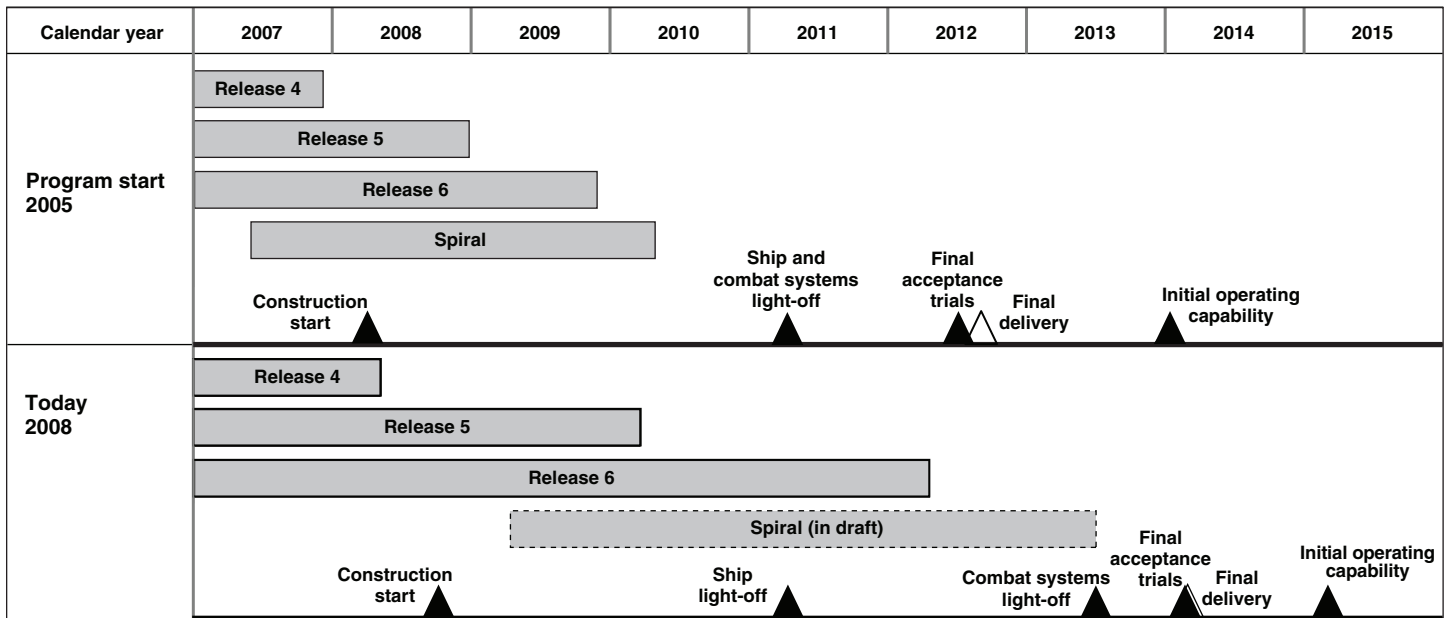 Calendar year 2007 2008 2009 2010 2011 2012 2013 2014 2015
Program start
2005
Release 4
Release 5
Release 6
Spiral
Construction
start
Ship and
combat systems
light-off
Final
acceptance
trials
Final
delivery
Initial operating
capability
Today
2008
Release 4
Release 5
Release 6
Spiral (in draft)
Construction
start
Ship
light-off
Combat systems
light-off
Final
acceptance
trials
Final
delivery
Initial operating
capability